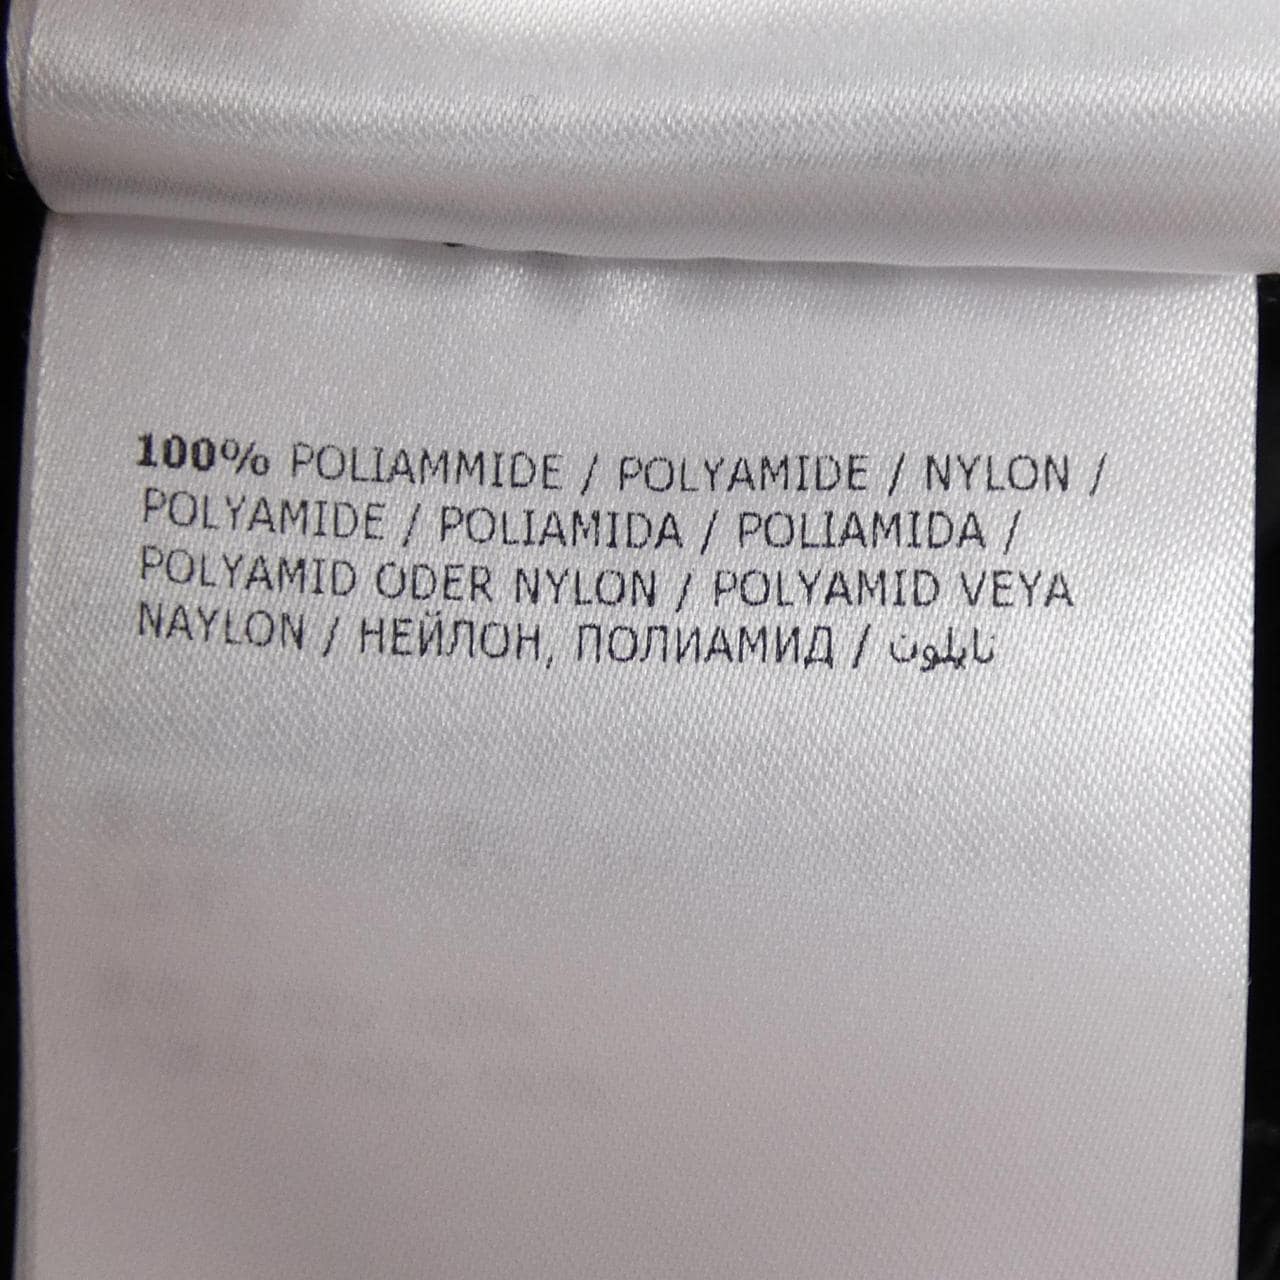 100% POLIAMMIDE / POLYAMIDE / NYLON /
POLYAMIDE / POLIAMIDA / POLIAMIDA /
POLYAMID ODER NYLON / POLYAMID VEYA
NAYLON / НЕЙЛОН, ПОЛИАМИД / نايلون